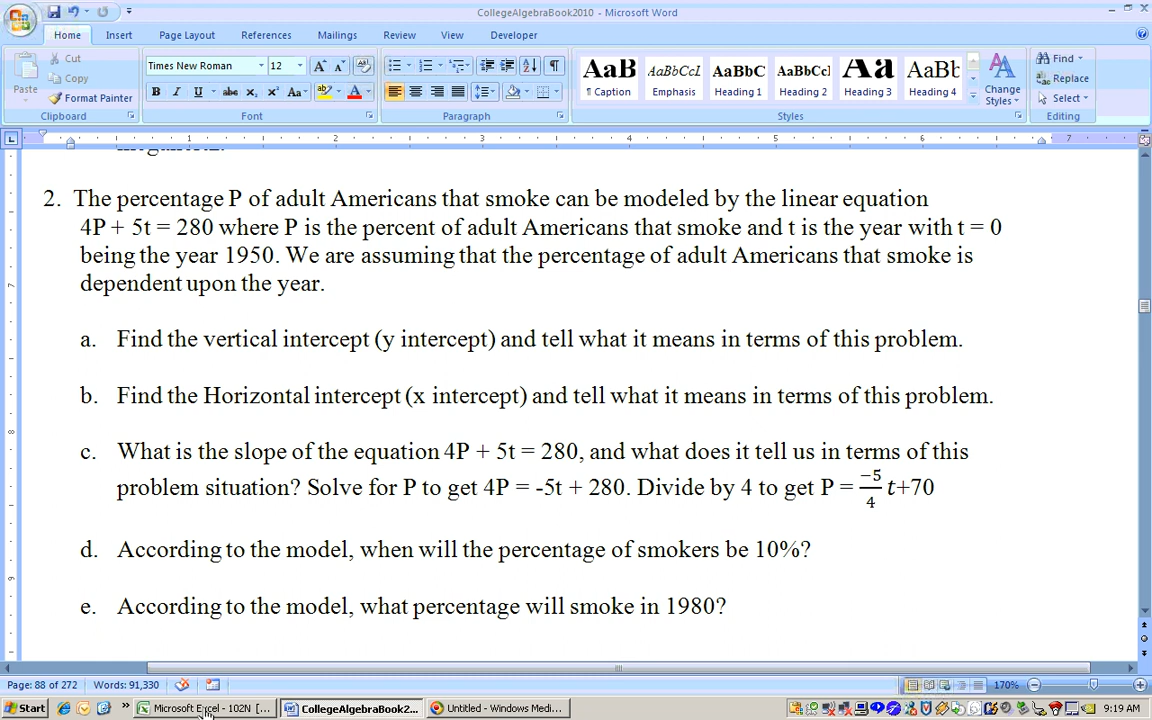 CollegeAlgebraBook2010 - Microsoft Word
Home Insert Page Layout References Mailings Review View Developer
Paste Cut Copy Format Painter Clipboard
Times New Roman 12 Font
Paragraph
AaB AaBbCcL AaBbC AaBbCcI Aa AaBb
¶ Caption Emphasis Heading 1 Heading 2 Heading 3 Heading 4 Change Styles Styles
Find Replace Select Editing
1 2 3 4 5 6 7
2. The percentage P of adult Americans that smoke can be modeled by the linear equation
4P + 5t = 280 where P is the percent of adult Americans that smoke and t is the year with t = 0
being the year 1950. We are assuming that the percentage of adult Americans that smoke is
dependent upon the year.
a. Find the vertical intercept (y intercept) and tell what it means in terms of this problem.
b. Find the Horizontal intercept (x intercept) and tell what it means in terms of this problem.
c. What is the slope of the equation 4P + 5t = 280, and what does it tell us in terms of this
problem situation? Solve for P to get 4P = -5t + 280. Divide by 4 to get P = −5/4 t+70
d. According to the model, when will the percentage of smokers be 10%?
e. According to the model, what percentage will smoke in 1980?
Page: 88 of 272 Words: 91,330 170%
Start Microsoft Excel - 102N [... CollegeAlgebraBook2... Untitled - Windows Medi... 9:19 AM